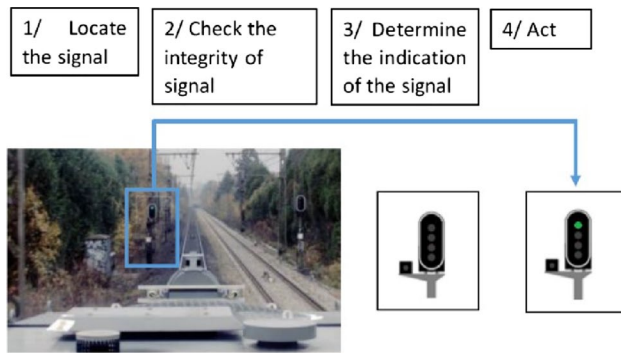 1/ Locate
the signal
2/ Check the
integrity of
signal
3/ Determine
the indication
of the signal
4/ Act